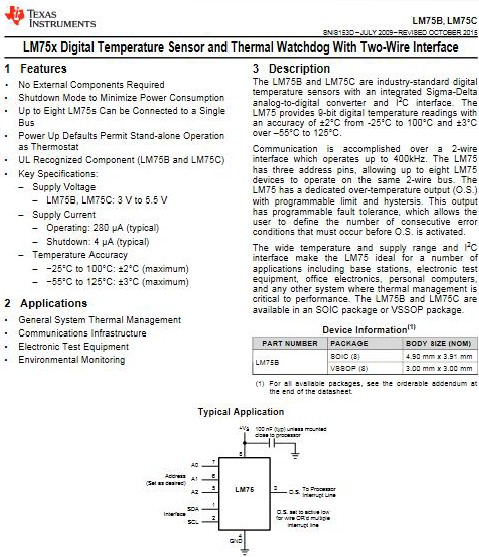 TEXAS
INSTRUMENTS
LM75B, LM75C
SNIS153D –JULY 2009–REVISED OCTOBER 2015
LM75x Digital Temperature Sensor and Thermal Watchdog With Two-Wire Interface
1 Features
• No External Components Required
• Shutdown Mode to Minimize Power Consumption
• Up to Eight LM75s Can be Connected to a Single
Bus
• Power Up Defaults Permit Stand-alone Operation
as Thermostat
• UL Recognized Component (LM75B and LM75C)
• Key Specifications:
– Supply Voltage
– LM75B, LM75C: 3 V to 5.5 V
– Supply Current
– Operating: 280 µA (typical)
– Shutdown: 4 µA (typical)
– Temperature Accuracy
– –25°C to 100°C: ±2°C (maximum)
– –55°C to 125°C: ±3°C (maximum)
2 Applications
• General System Thermal Management
• Communications Infrastructure
• Electronic Test Equipment
• Environmental Monitoring
3 Description
The LM75B and LM75C are industry-standard digital
temperature sensors with an integrated Sigma-Delta
analog-to-digital converter and I²C interface. The
LM75 provides 9-bit digital temperature readings with
an accuracy of ±2°C from -25°C to 100°C and ±3°C
over –55°C to 125°C.
Communication is accomplished over a 2-wire
interface which operates up to 400kHz. The LM75
has three address pins, allowing up to eight LM75
devices to operate on the same 2-wire bus. The
LM75 has a dedicated over-temperature output (O.S.)
with programmable limit and hystersis. This output
has programmable fault tolerance, which allows the
user to define the number of consecutive error
conditions that must occur before O.S. is activated.
The wide temperature and supply range and I²C
interface make the LM75 ideal for a number of
applications including base stations, electronic test
equipment, office electronics, personal computers,
and any other system where thermal management is
critical to performance. The LM75B and LM75C are
available in an SOIC package or VSSOP package.
Device Information(1)
PART NUMBER PACKAGE BODY SIZE (NOM)
LM75B SOIC (8) 4.90 mm x 3.91 mm
VSSOP (8) 3.00 mm x 3.00 mm
(1) For all available packages, see the orderable addendum at
the end of the datasheet.
Typical Application
+VS
100 nF (typ) unless mounted
close to processor
8
Address
(Set as desired)
A0 7
A1 6
A2 5
LM75
3 O.S. To Processor
Interrupt Line
Interface
SDA 1
SCL 2
O.S. set to active low
for wire OR'd multiple
interrupt line
4
GND